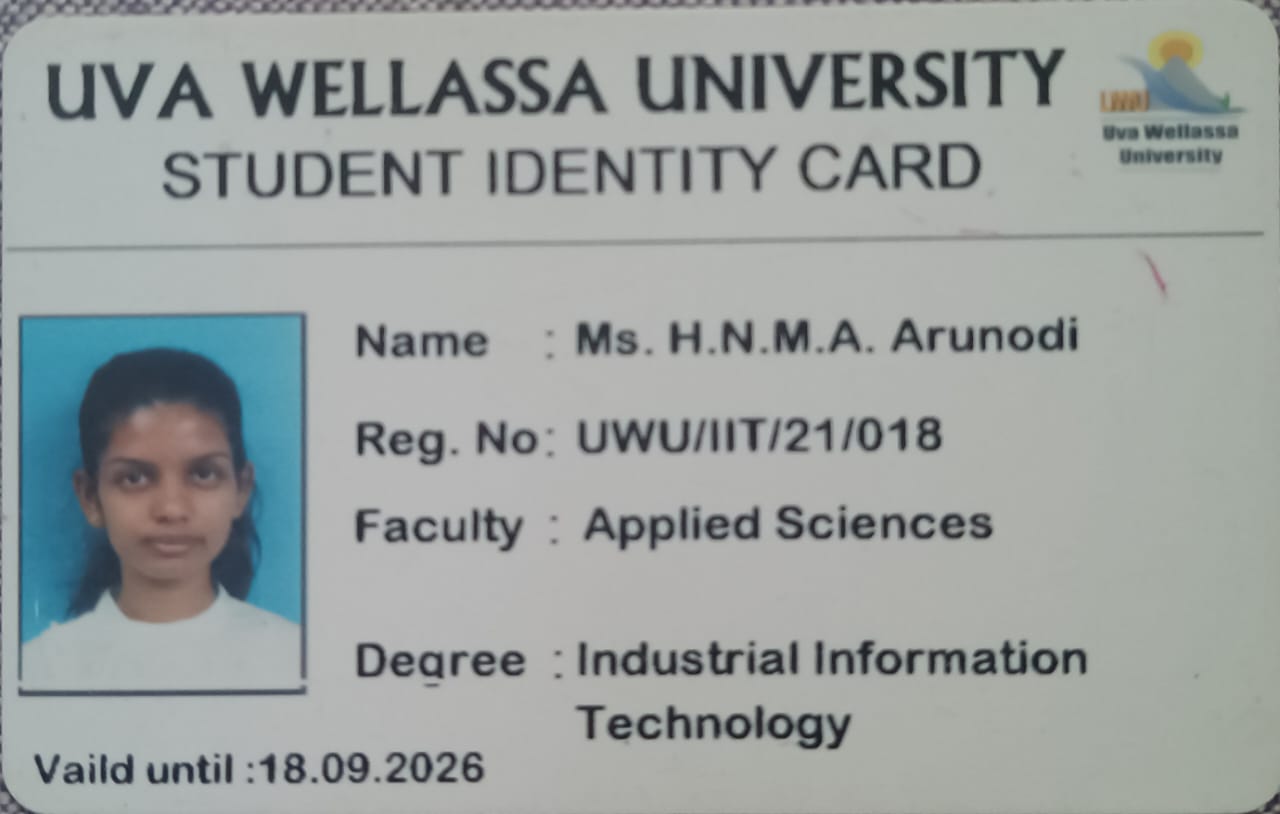 UVA WELLASSA UNIVERSITY
STUDENT IDENTITY CARD
UWU
Uva Wellassa
University
Name : Ms. H.N.M.A. Arunodi
Reg. No: UWU/IIT/21/018
Faculty : Applied Sciences
Degree : Industrial Information
Technology
Vaild until :18.09.2026